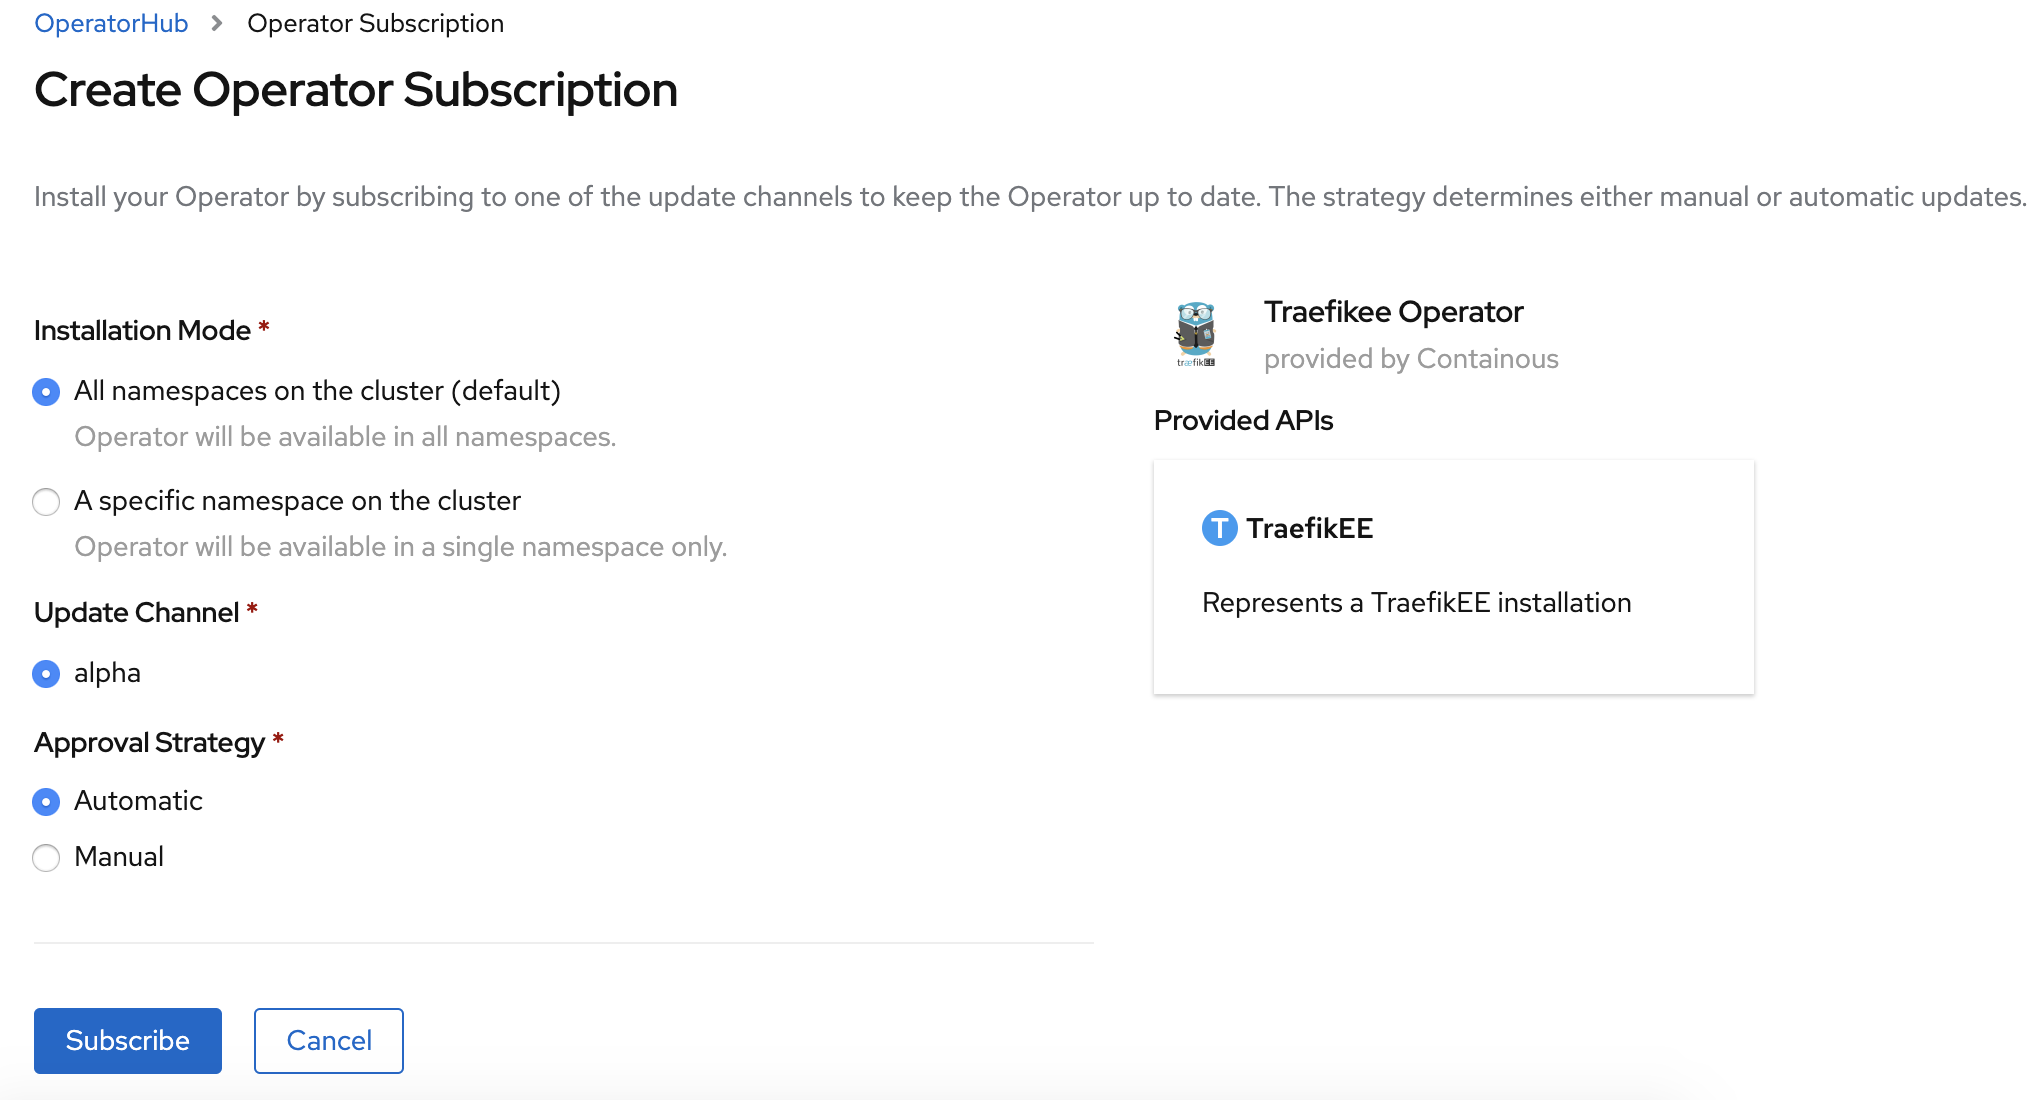 OperatorHub > Operator Subscription
Create Operator Subscription
Install your Operator by subscribing to one of the update channels to keep the Operator up to date. The strategy determines either manual or automatic updates.
Installation Mode *
All namespaces on the cluster (default)
Operator will be available in all namespaces.
A specific namespace on the cluster
Operator will be available in a single namespace only.
Update Channel *
alpha
Approval Strategy *
Automatic
Manual
Subscribe
Cancel
træfikEE
Traefikee Operator
provided by Containous
Provided APIs
T TraefikEE
Represents a TraefikEE installation